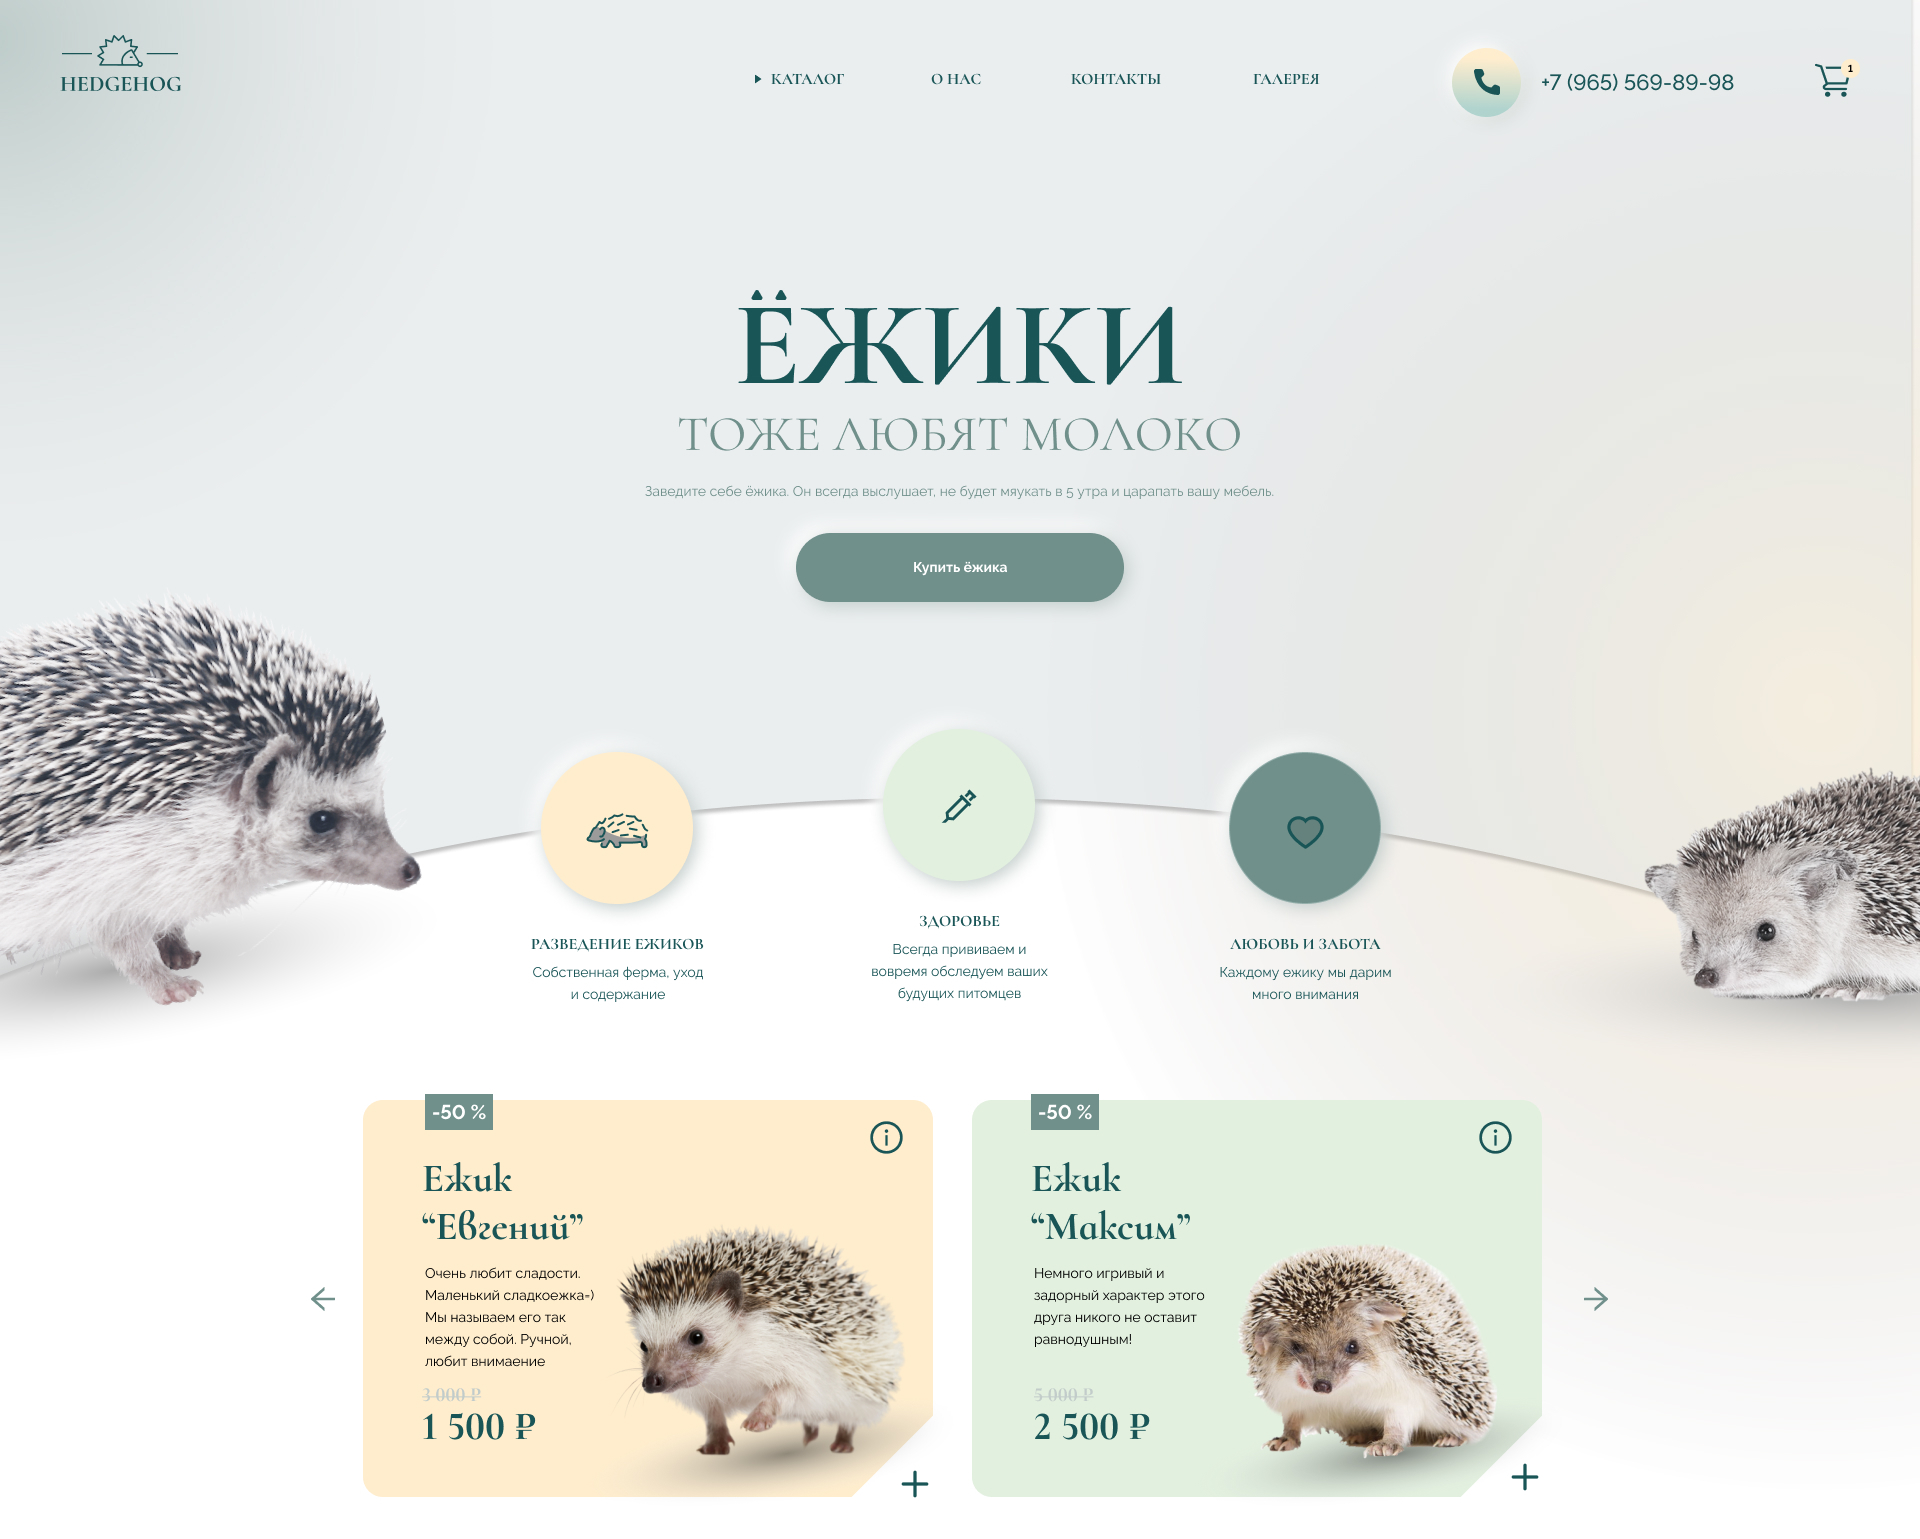 HEDGEHOG
КАТАЛОГ
О НАС
КОНТАКТЫ
ГАЛЕРЕЯ
+7 (965) 569-89-98
1
ЁЖИКИ
ТОЖЕ ЛЮБЯТ МОЛОКО
Заведите себе ёжика. Он всегда выслушает, не будет мяукать в 5 утра и царапать вашу мебель.
Купить ёжика
РАЗВЕДЕНИЕ ЕЖИКОВ
Собственная ферма, уход
и содержание
ЗДОРОВЬЕ
Всегда прививаем и
вовремя обследуем ваших
будущих питомцев
ЛЮБОВЬ И ЗАБОТА
Каждому ежику мы дарим
много внимания
-50 %
Ежик
“Евгений”
Очень любит сладости.
Маленький сладкоежка=)
Мы называем его так
между собой. Ручной,
любит внимаение
3 000 ₽
1 500 ₽
-50 %
Ежик
“Максим”
Немного игривый и
задорный характер этого
друга никого не оставит
равнодушным!
5 000 ₽
2 500 ₽